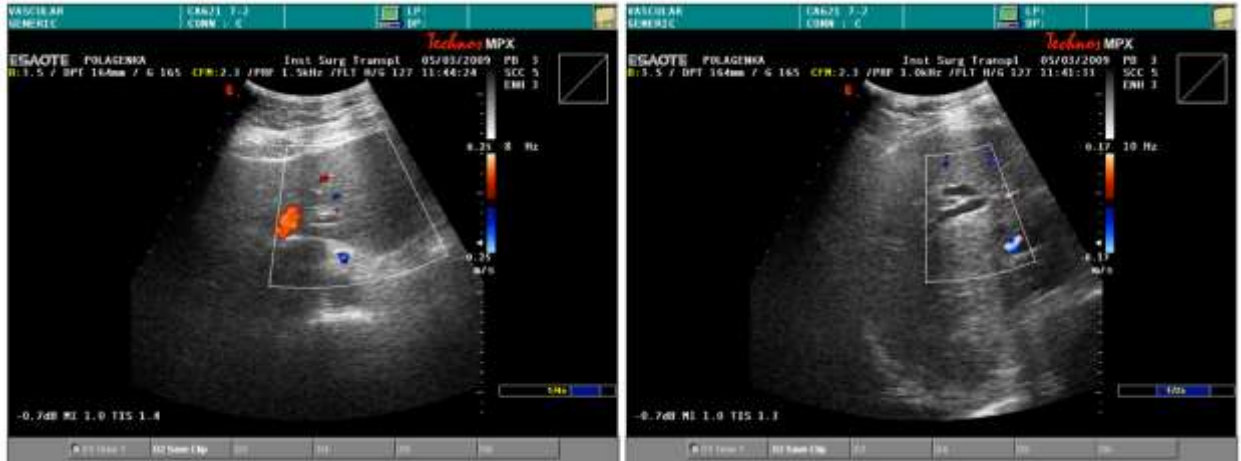 VASCULAR CA621 7-2 LP:
GENERIC CONN : C DP:
Technos MPX
ESAOTE POLAGENKA Inst Surg Transpl 05/03/2009 PB 3
B:3.5 / DPT 164mm / G 165 CFM:2.3 /PRF 1.5kHz /FLT H/G 127 11:44:24 SCC 5
ENH 3
0.25 8 Hz
-0.25
m/s
-0.7dB MI 1.0 TIS 1.4
D2 Save Clip
VASCULAR CA621 7-2 LP:
GENERIC CONN : C DP:
Technos MPX
ESAOTE POLAGENKA Inst Surg Transpl 05/03/2009 PB 3
B:3.5 / DPT 164mm / G 165 CFM:2.3 /PRF 1.0kHz /FLT H/G 127 11:41:31 SCC 5
ENH 3
0.17 10 Hz
-0.17
m/s
-0.7dB MI 1.0 TIS 1.3
D2 Save Clip